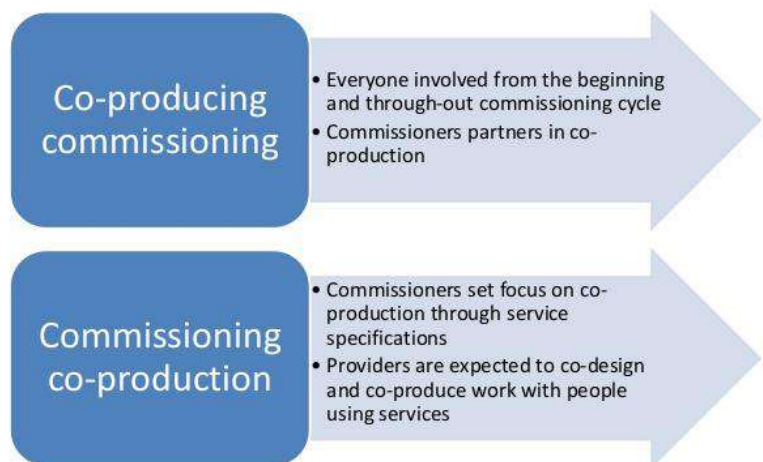 Co-producing
commissioning
• Everyone involved from the beginning
and through-out commissioning cycle
• Commissioners partners in co-
production
Commissioning
co-production
• Commissioners set focus on co-
production through service
specifications
• Providers are expected to co-design
and co-produce work with people
using services